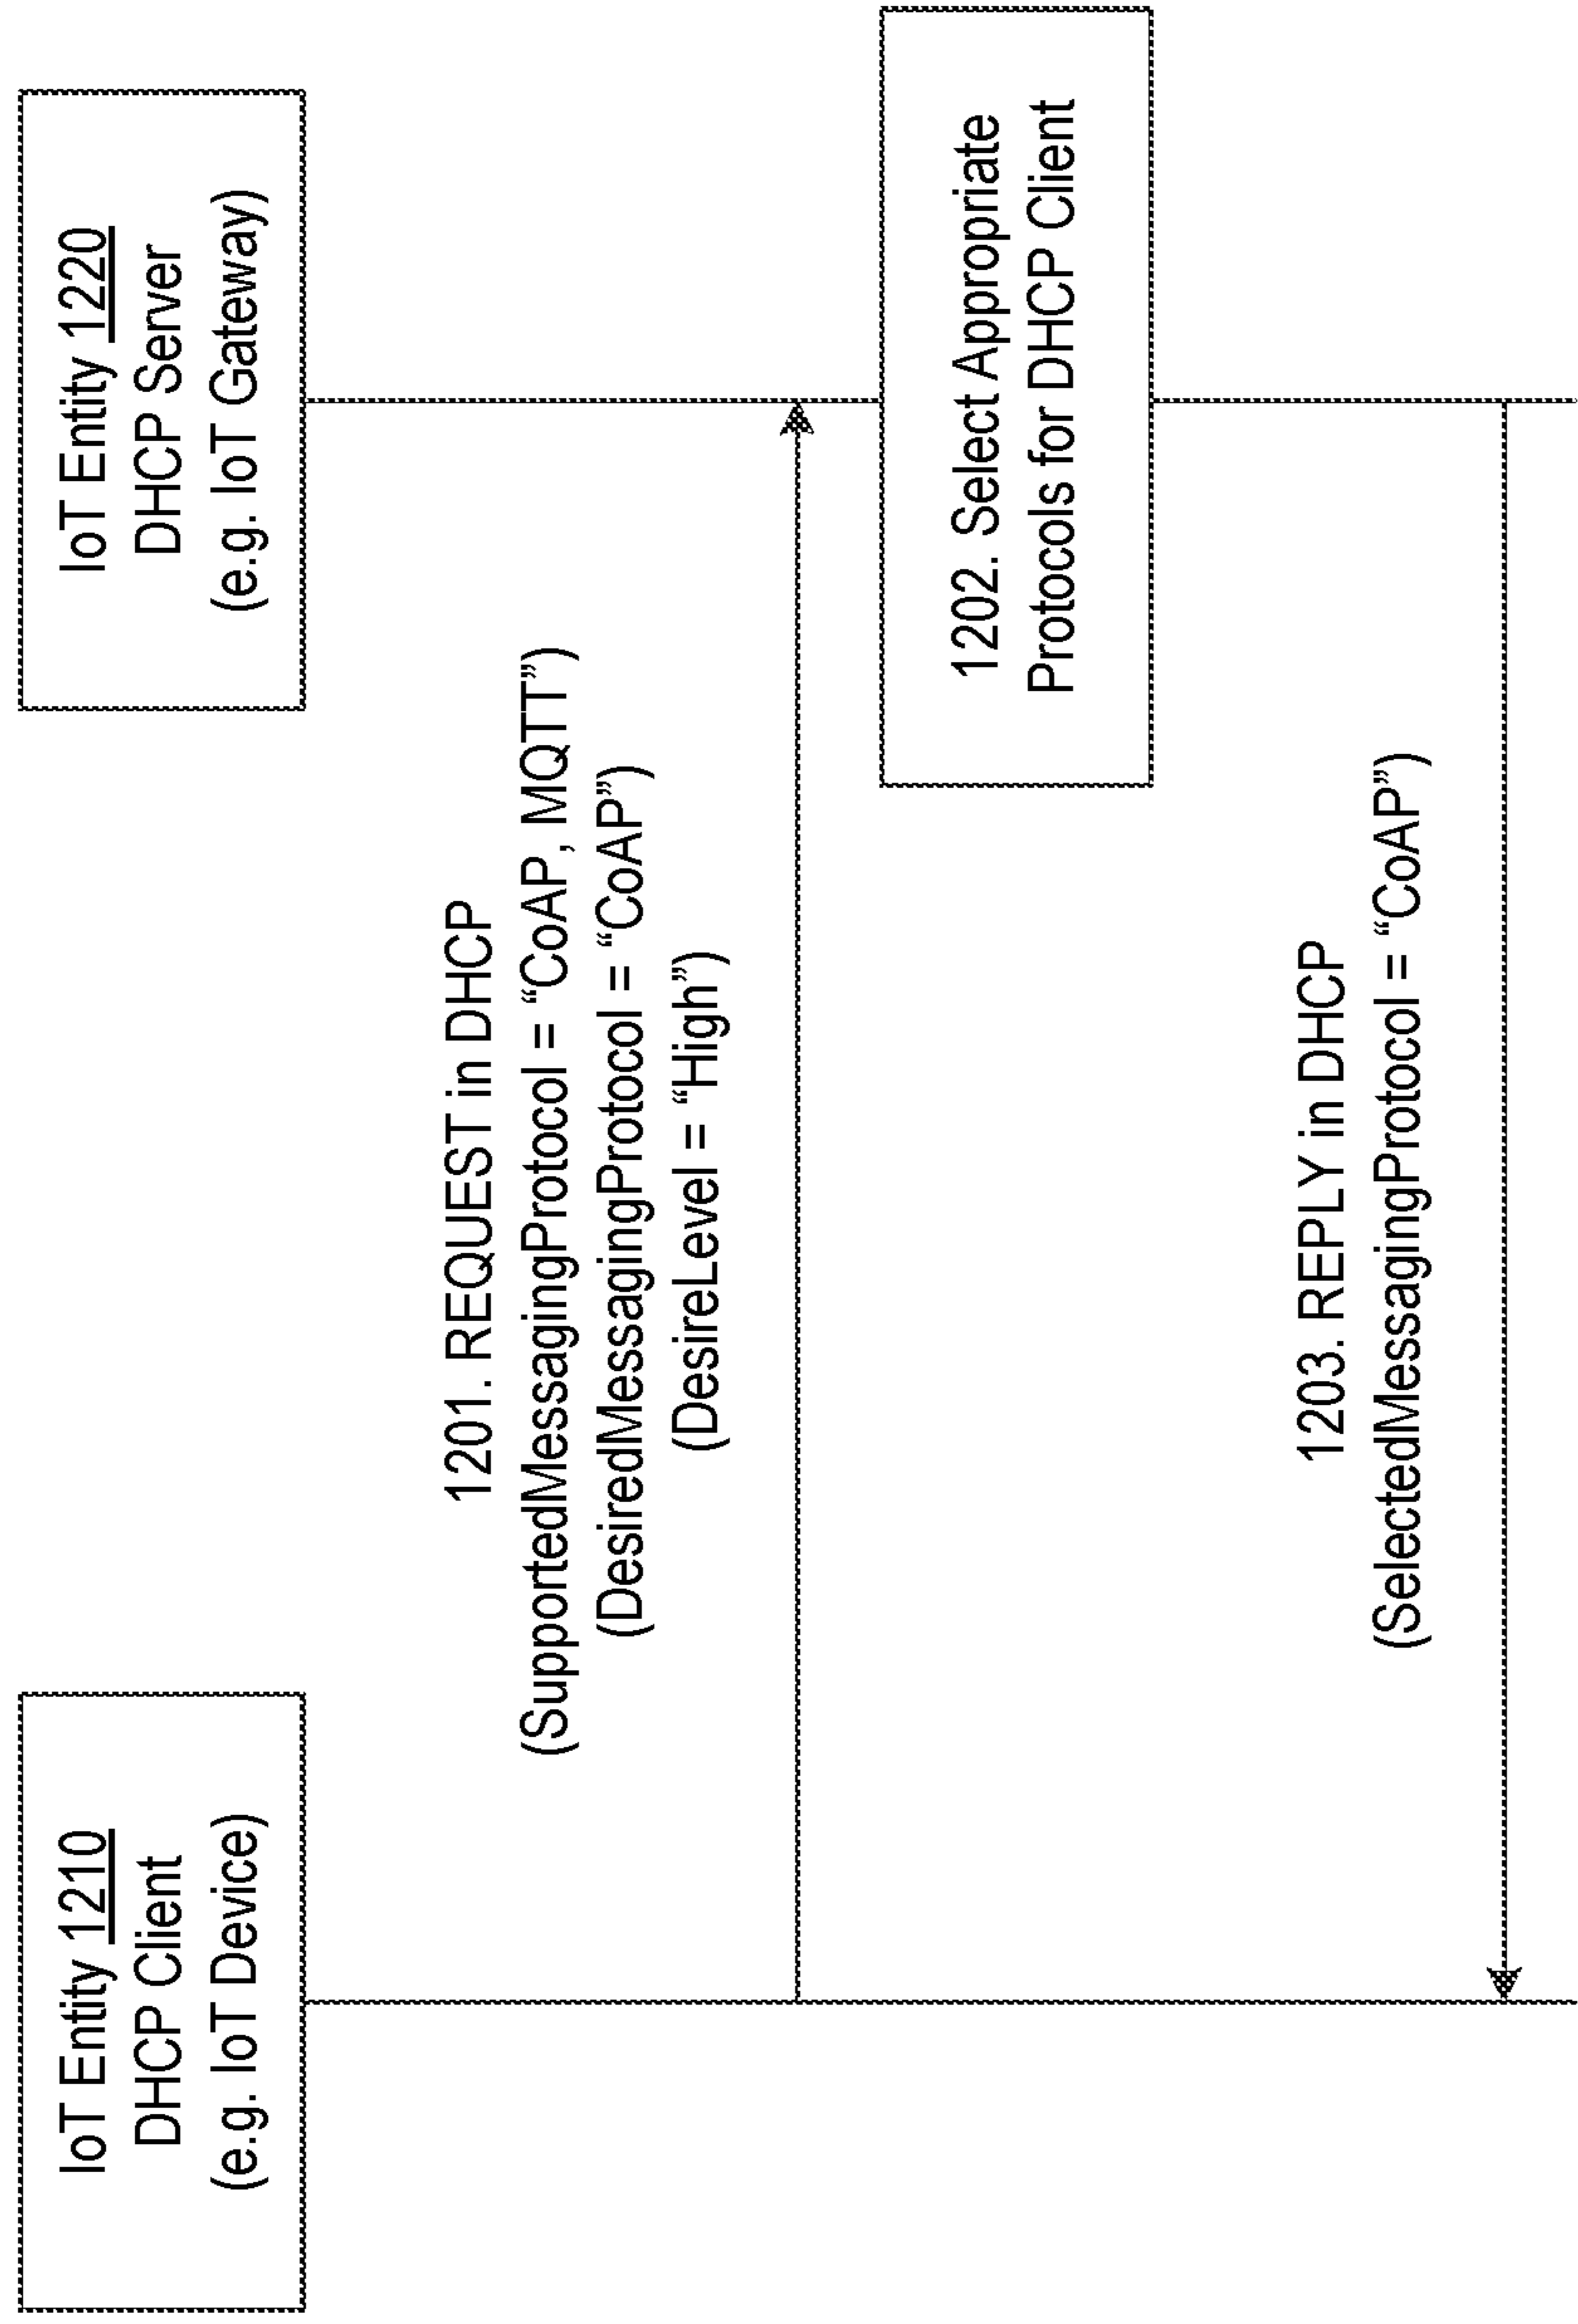 IoT Entity 1210
DHCP Client
(e.g. IoT Device)
IoT Entity 1220
DHCP Server
(e.g. IoT Gateway)
1201. REQUEST in DHCP
(SupportedMessagingProtocol = “CoAP, MQTT”)
(DesiredMessagingProtocol = “CoAP”)
(DesireLevel = “High”)
1202. Select Appropriate
Protocols for DHCP Client
1203. REPLY in DHCP
(SelectedMessagingProtocol = “CoAP”)